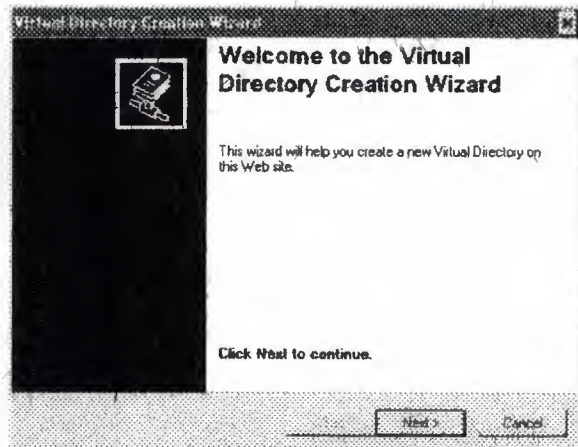 Virtual Directory Creation Wizard
Welcome to the Virtual
Directory Creation Wizard
This wizard will help you create a new Virtual Directory on
this Web site.
Click Next to continue.
Next >
Cancel